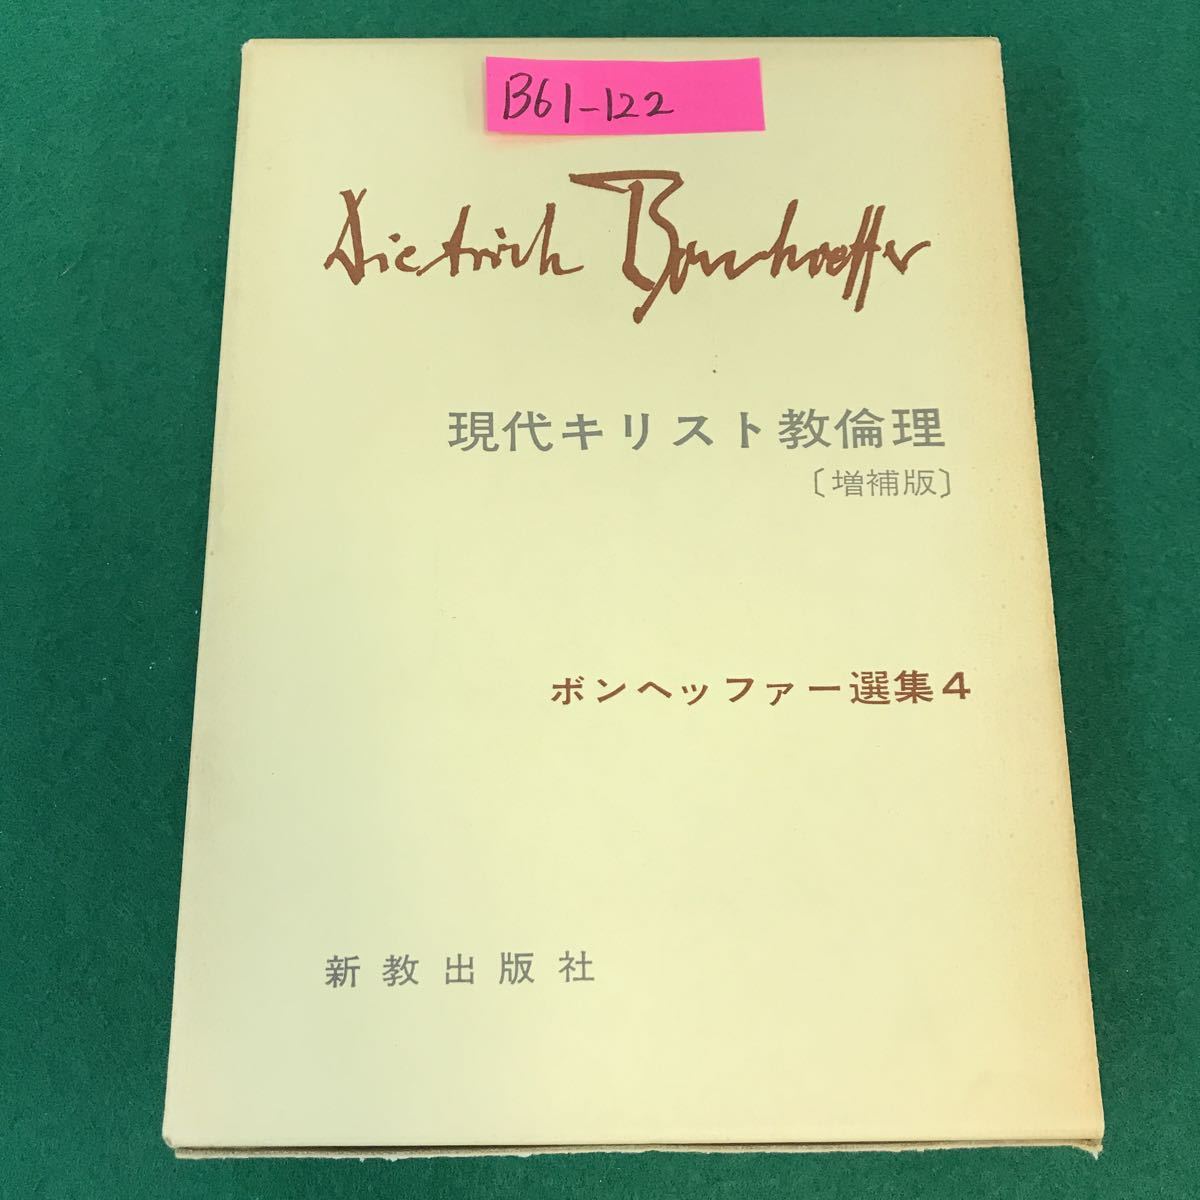 B61-122
Dietrich Bonhoeffer
現代キリスト教倫理
〔増補版〕
ボンヘッファー選集4
新教出版社